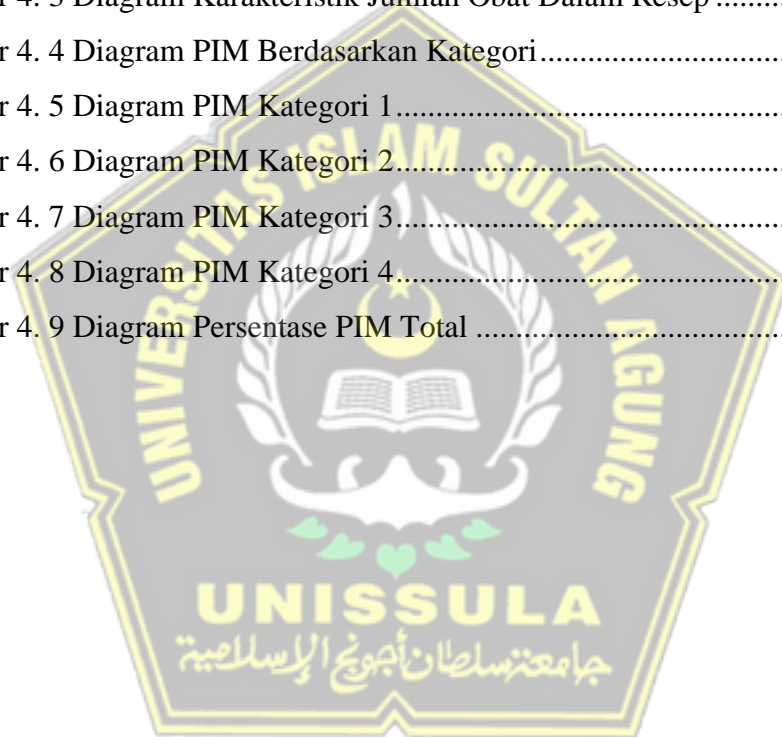 r 4. 3 Diagram Karakteristik Jumlah Obat Dalam Resep
r 4. 4 Diagram PIM Berdasarkan Kategori
r 4. 5 Diagram PIM Kategori 1
r 4. 6 Diagram PIM Kategori 2
r 4. 7 Diagram PIM Kategori 3
r 4. 8 Diagram PIM Kategori 4
r 4. 9 Diagram Persentase PIM Total
UNIVERSITAS ISLAM SULTAN AGUNG
UNISSULA
جامعة سلطان أجونج الإسلامية